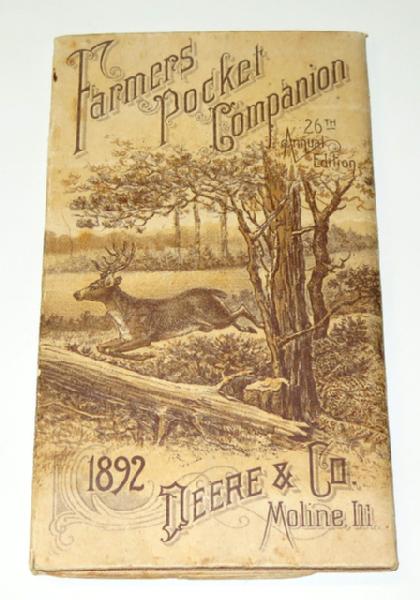 Farmers
Pocket
Companion
26TH
Annual
Edition
1892
DEERE & Co.
Moline, Ill